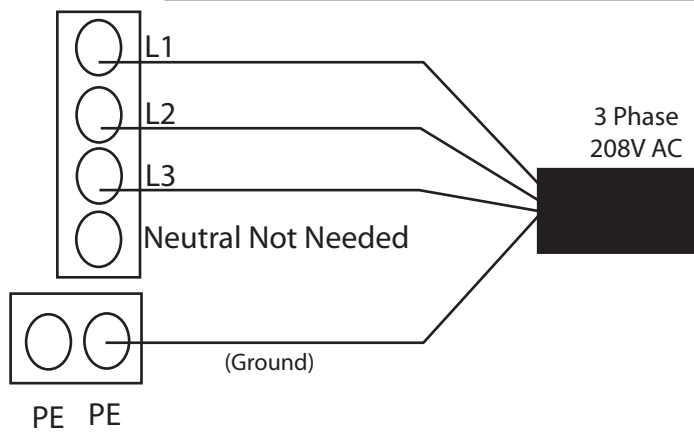 L1
L2
L3
Neutral Not Needed
3 Phase
208V AC
(Ground)
PE PE